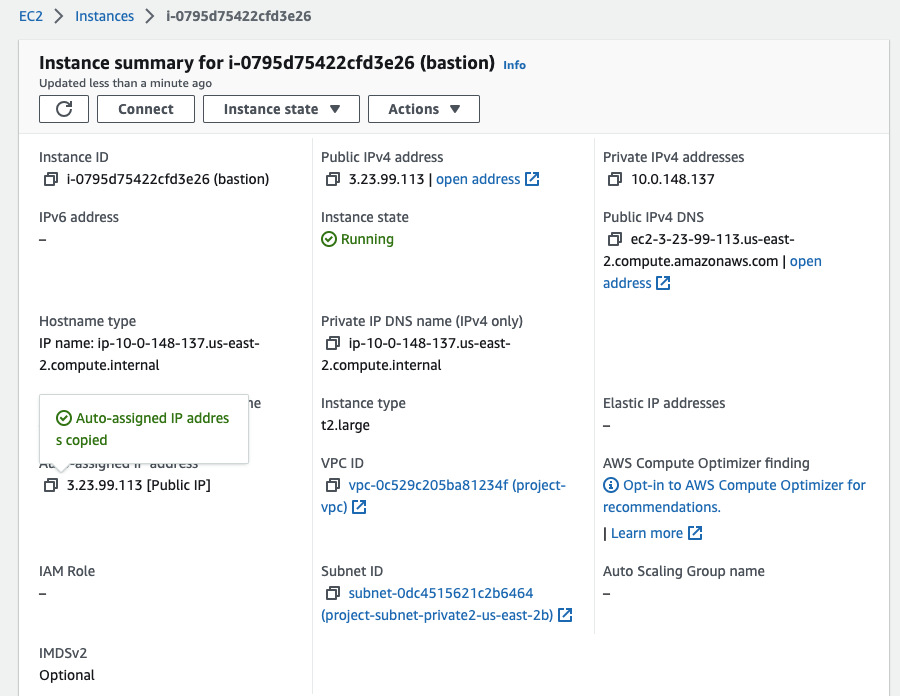 EC2 > Instances > i-0795d75422cfd3e26
Instance summary for i-0795d75422cfd3e26 (bastion) Info
Updated less than a minute ago
Connect
Instance state
Actions
Instance ID
i-0795d75422cfd3e26 (bastion)
Public IPv4 address
3.23.99.113 | open address
Private IPv4 addresses
10.0.148.137
IPv6 address
–
Instance state
Running
Public IPv4 DNS
ec2-3-23-99-113.us-east-
2.compute.amazonaws.com | open
address
Hostname type
IP name: ip-10-0-148-137.us-east-
2.compute.internal
Private IP DNS name (IPv4 only)
ip-10-0-148-137.us-east-
2.compute.internal
Auto-assigned IP addres
s copied
Instance type
t2.large
Elastic IP addresses
–
address
3.23.99.113 [Public IP]
VPC ID
vpc-0c529c205ba81234f (project-
vpc)
AWS Compute Optimizer finding
Opt-in to AWS Compute Optimizer for
recommendations.
| Learn more
IAM Role
–
Subnet ID
subnet-0dc4515621c2b6464
(project-subnet-private2-us-east-2b)
Auto Scaling Group name
–
IMDSv2
Optional